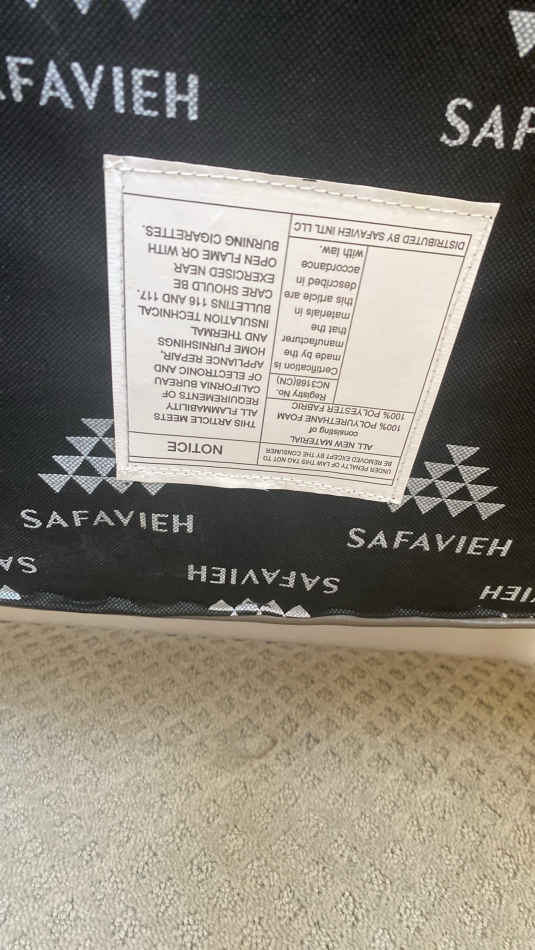 SAFAVIEH
SAFAVIEH
SAFAVIEH
SAFAVIEH
UNDER PENALTY OF LAW THIS TAG NOT TO
BE REMOVED EXCEPT BY THE CONSUMER
ALL NEW MATERIAL
consisting of
100% POLYURETHANE FOAM
100% POLYESTER FABRIC
Registry No.
NC3168(CN)
Certification is
made by the
manufacturer
that the
materials in
this article are
described in
accordance
with law.
DISTRIBUTED BY SAFAVIEH INTL LLC
NOTICE
THIS ARTICLE MEETS
ALL FLAMMABILITY
REQUIREMENTS OF
CALIFORNIA BUREAU
OF ELECTRONIC AND
APPLIANCE REPAIR,
HOME FURNISHINGS
AND THERMAL
INSULATION TECHNICAL
BULLETINS 116 AND 117.
CARE SHOULD BE
EXERCISED NEAR
OPEN FLAME OR WITH
BURNING CIGARETTES.